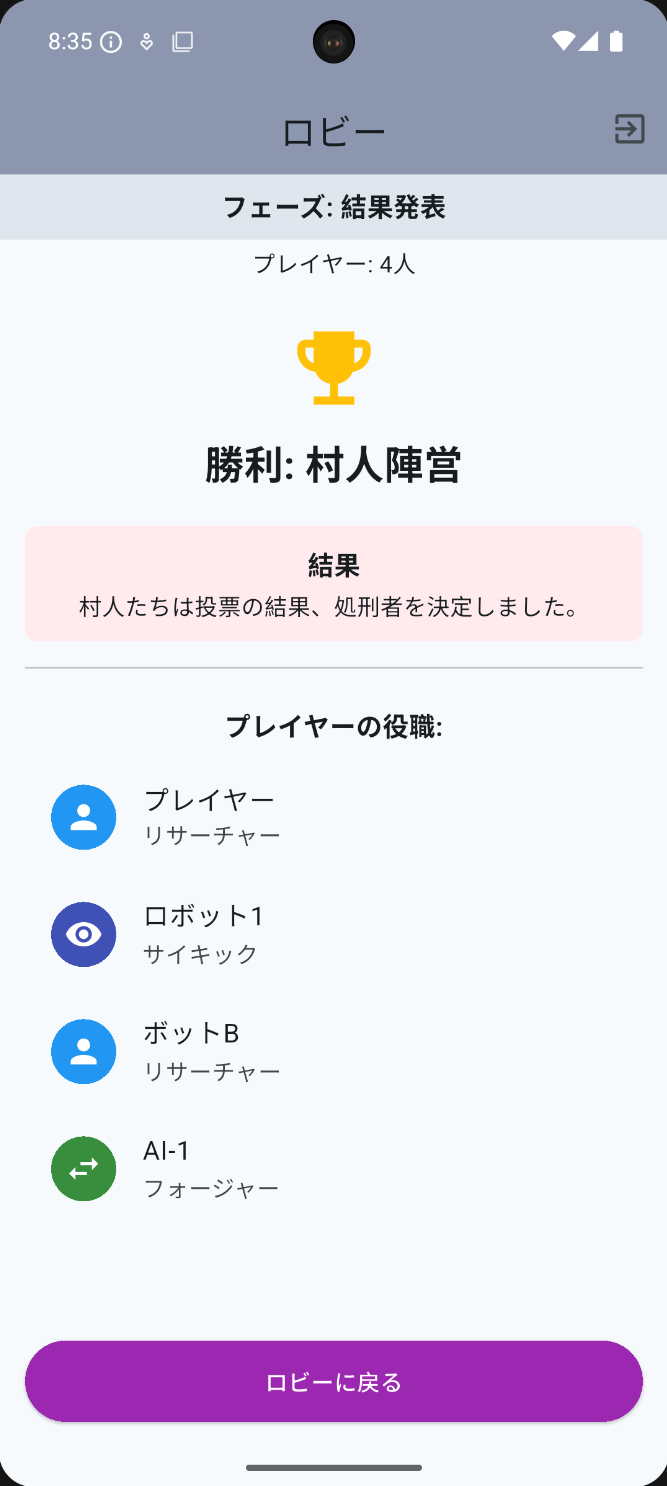 8:35
ロビー
フェーズ: 結果発表
プレイヤー: 4人
勝利: 村人陣営
結果
村人たちは投票の結果、処刑者を決定しました。
プレイヤーの役職:
プレイヤー
リサーチャー
ロボット1
サイキック
ボットB
リサーチャー
AI-1
フォージャー
ロビーに戻る